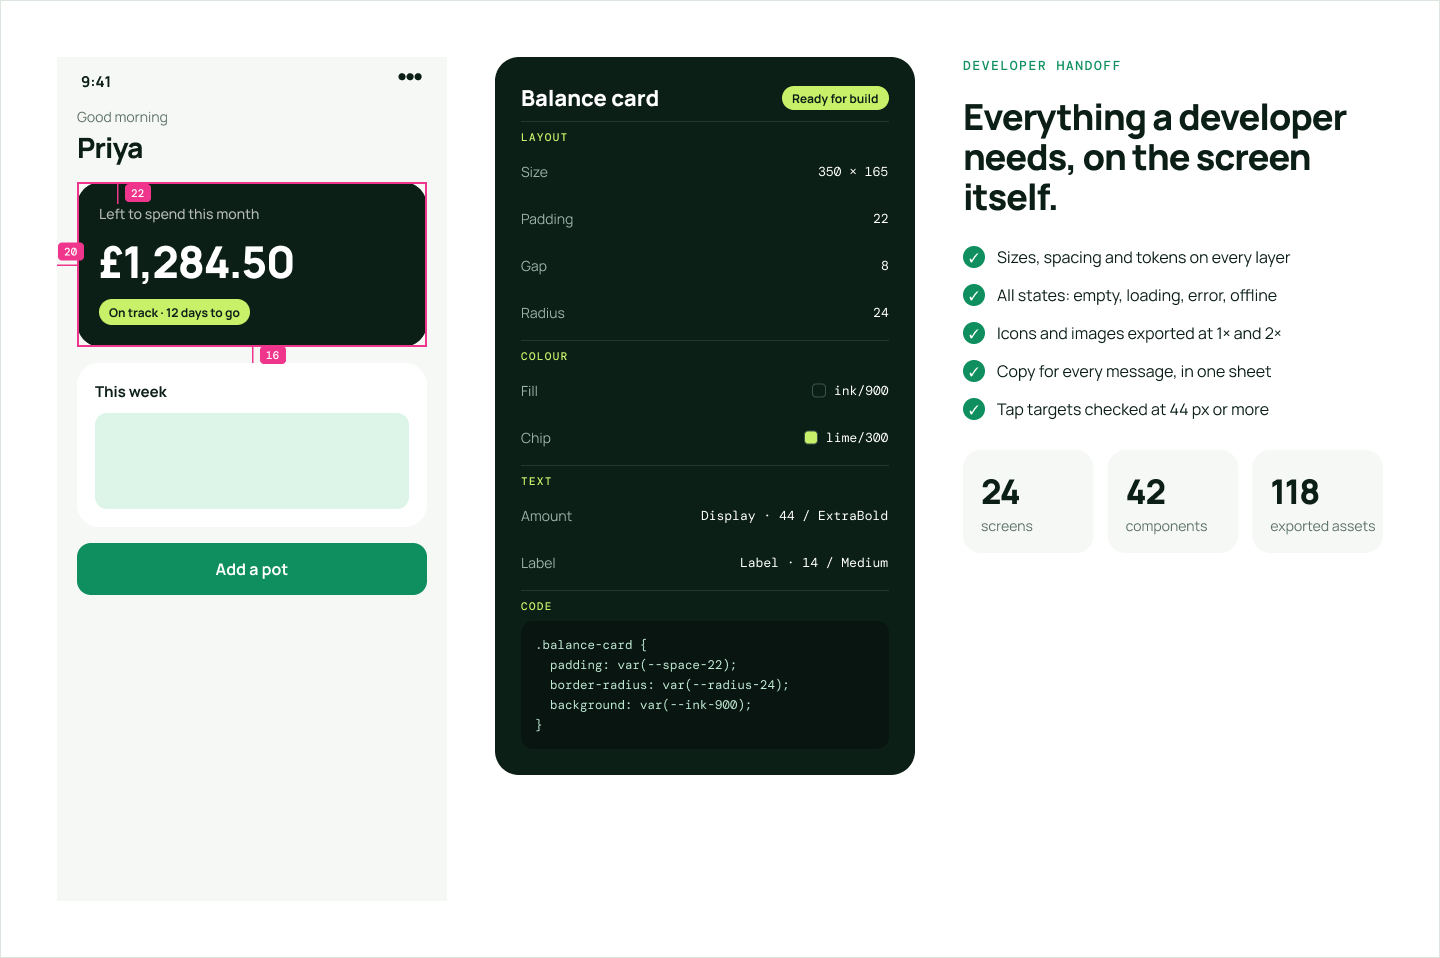 9:41
Good morning
Priya
22
Left to spend this month
20
£1,284.50
On track · 12 days to go
16
This week
Add a pot
Balance card
Ready for build
LAYOUT
Size 350 × 165
Padding 22
Gap 8
Radius 24
COLOUR
Fill ink/900
Chip lime/300
TEXT
Amount Display · 44 / ExtraBold
Label Label · 14 / Medium
CODE
.balance-card {
  padding: var(--space-22);
  border-radius: var(--radius-24);
  background: var(--ink-900);
}
DEVELOPER HANDOFF
Everything a developer
needs, on the screen
itself.
✓ Sizes, spacing and tokens on every layer
✓ All states: empty, loading, error, offline
✓ Icons and images exported at 1× and 2×
✓ Copy for every message, in one sheet
✓ Tap targets checked at 44 px or more
24
screens
42
components
118
exported assets